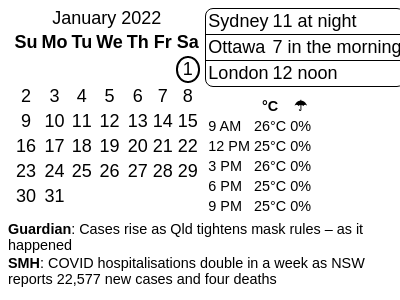 January 2022
Su Mo Tu We Th Fr Sa
1
2 3 4 5 6 7 8
9 10 11 12 13 14 15
16 17 18 19 20 21 22
23 24 25 26 27 28 29
30 31
Sydney 11 at night
Ottawa 7 in the morning
London 12 noon
°C ☂
9 AM 26°C 0%
12 PM 25°C 0%
3 PM 26°C 0%
6 PM 25°C 0%
9 PM 25°C 0%
Guardian: Cases rise as Qld tightens mask rules – as it
happened
SMH: COVID hospitalisations double in a week as NSW
reports 22,577 new cases and four deaths